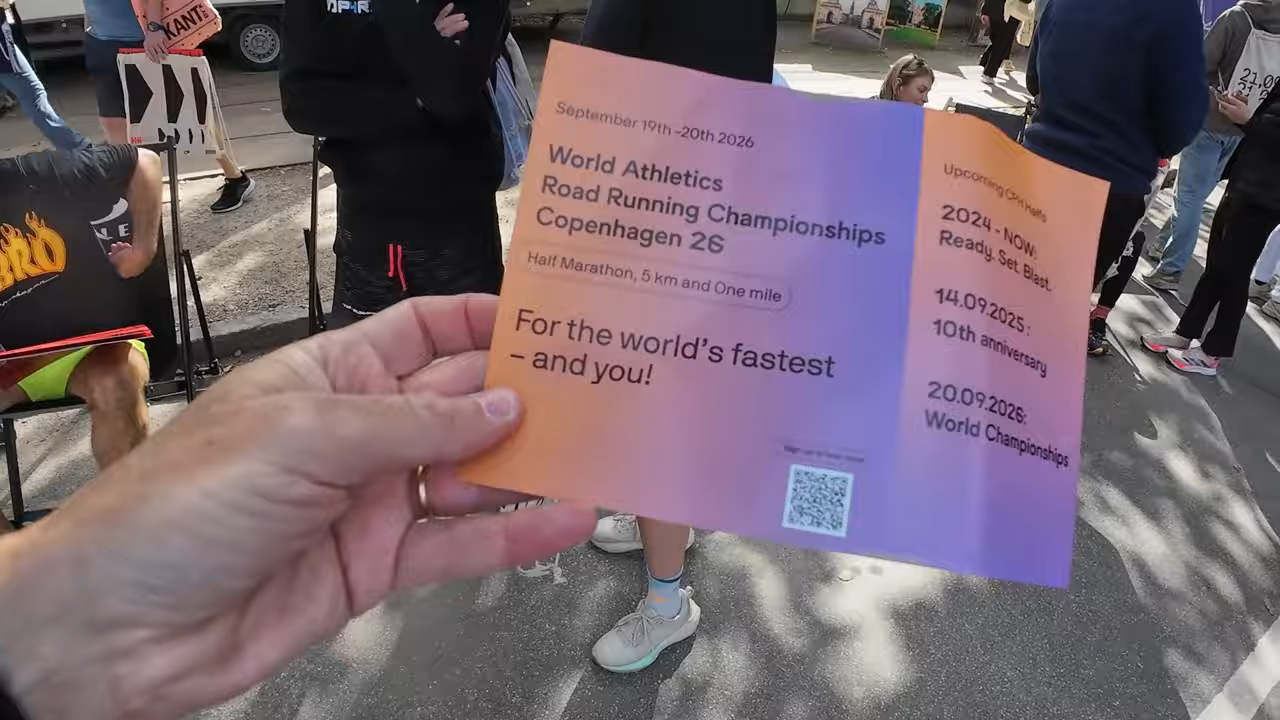 KANT
BRO
September 19th -20th 2026
World Athletics
Road Running Championships
Copenhagen 26
Half Marathon, 5 km and One mile
For the world's fastest
– and you!
Upcoming CPH Halfs
2024 - NOW:
Ready. Set. Blast.
14.09.2025:
10th anniversary
20.09.2026:
World Championships